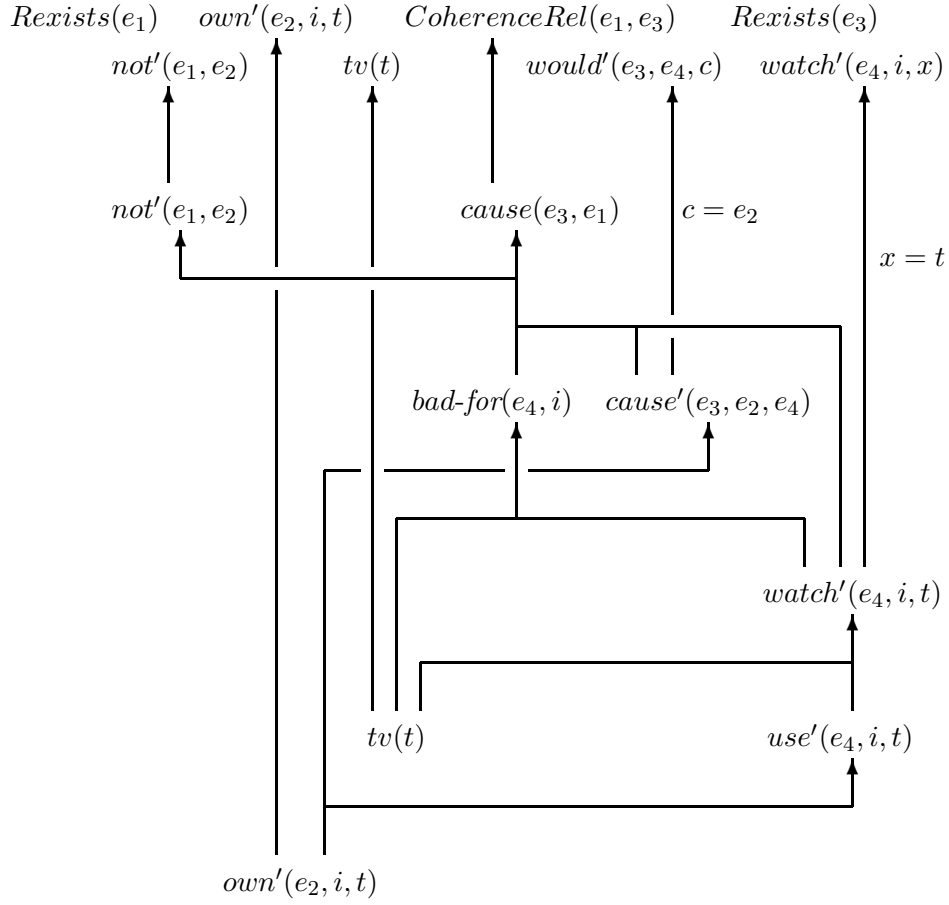 Rexists(e₁) own′(e₂, i, t) CoherenceRel(e₁, e₃) Rexists(e₃)
not′(e₁, e₂) tv(t) would′(e₃, e₄, c) watch′(e₄, i, x)
not′(e₁, e₂) cause(e₃, e₁) c = e₂
x = t
bad-for(e₄, i) cause′(e₃, e₂, e₄)
watch′(e₄, i, t)
tv(t) use′(e₄, i, t)
own′(e₂, i, t)